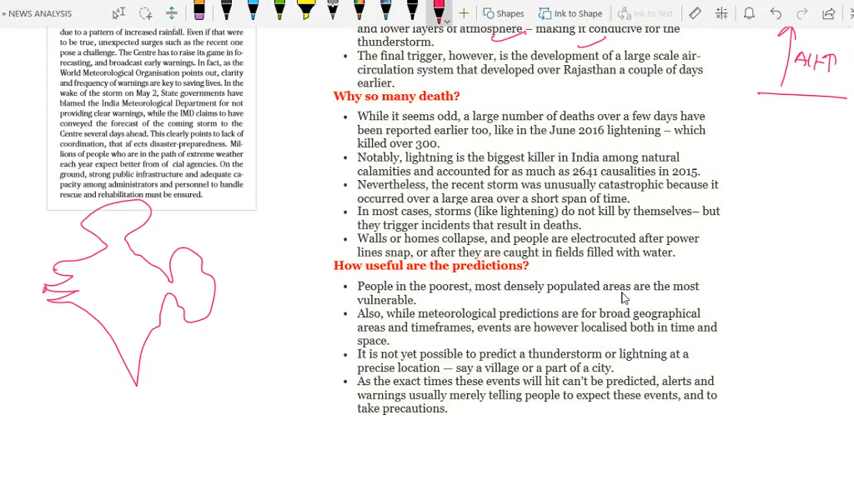 » NEWS ANALYSIS
Shapes
Ink to Shape
Ink to Text
due to a pattern of increased rainfall. Even if that were
to be true, unexpected surges such as the recent one
pose a challenge. The Centre has to raise its game in fo-
recasting, and broadcast early warnings. In fact, as the
World Meteorological Organisation points out, clarity
and frequency of warnings are key to saving lives. In
the wake of the storm on May 2, State governments have
blamed the India Meteorological Department for not
providing clear warnings, while the IMD claims to have
conveyed the forecast of the coming storm to the
Centre several days ahead. This clearly points to lack of
coordination, that af ects disaster-preparedness. Mil-
lions of people who are in the path of extreme weather
each year expect better from of cial agencies. On the
ground, strong public infrastructure and adequate ca-
pacity among administrators and personnel to handle
rescue and rehabilitation must be ensured.
and lower layers of atmosphere – making it conducive for the
thunderstorm.
• The final trigger, however, is the development of a large scale air-
circulation system that developed over Rajasthan a couple of days
earlier.
Why so many death?
• While it seems odd, a large number of deaths over a few days have
been reported earlier too, like in the June 2016 lightening – which
killed over 300.
• Notably, lightning is the biggest killer in India among natural
calamities and accounted for as much as 2641 causalities in 2015.
• Nevertheless, the recent storm was unusually catastrophic because it
occurred over a large area over a short span of time.
• In most cases, storms (like lightening) do not kill by themselves– but
they trigger incidents that result in deaths.
• Walls or homes collapse, and people are electrocuted after power
lines snap, or after they are caught in fields filled with water.
How useful are the predictions?
• People in the poorest, most densely populated areas are the most
vulnerable.
• Also, while meteorological predictions are for broad geographical
areas and timeframes, events are however localised both in time and
space.
• It is not yet possible to predict a thunderstorm or lightning at a
precise location — say a village or a part of a city.
• As the exact times these events will hit can't be predicted, alerts and
warnings usually merely telling people to expect these events, and to
take precautions.